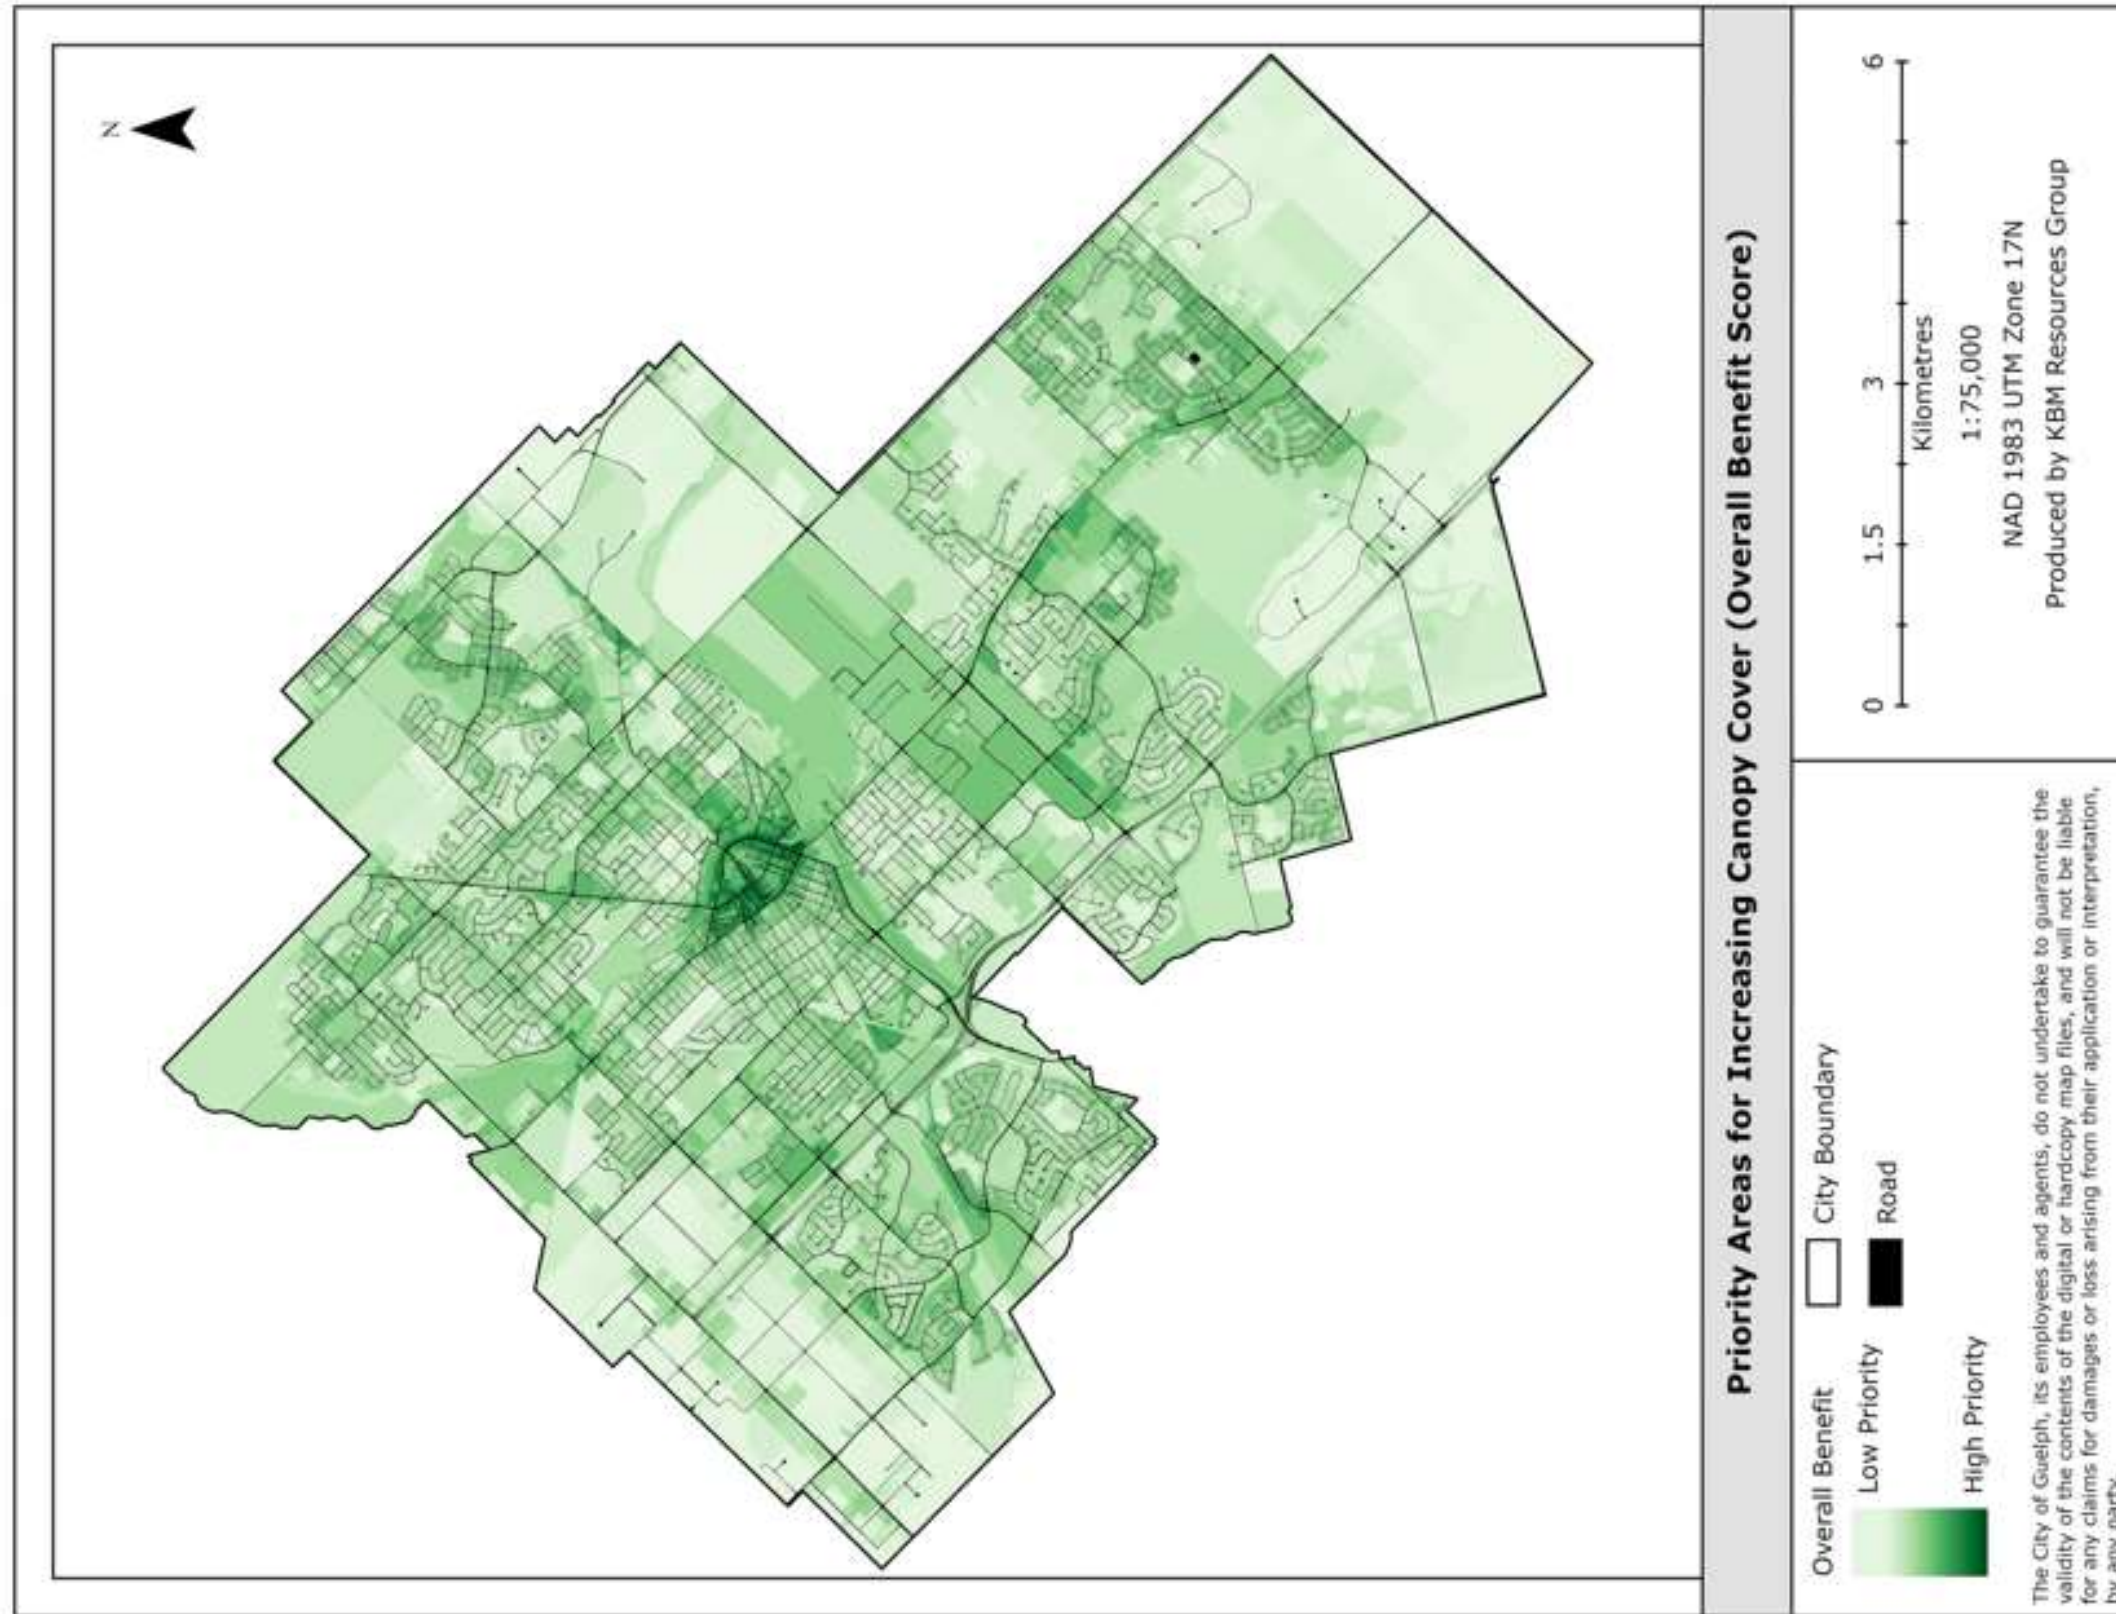 N
Priority Areas for Increasing Canopy Cover (Overall Benefit Score)
Overall Benefit
Low Priority
High Priority
City Boundary
Road
0 1.5 3 6
Kilometres
1:75,000
NAD 1983 UTM Zone 17N
Produced by KBM Resources Group
The City of Guelph, its employees and agents, do not undertake to guarantee the
validity of the contents of the digital or hardcopy map files, and will not be liable
for any claims for damages or loss arising from their application or interpretation,
by any party.